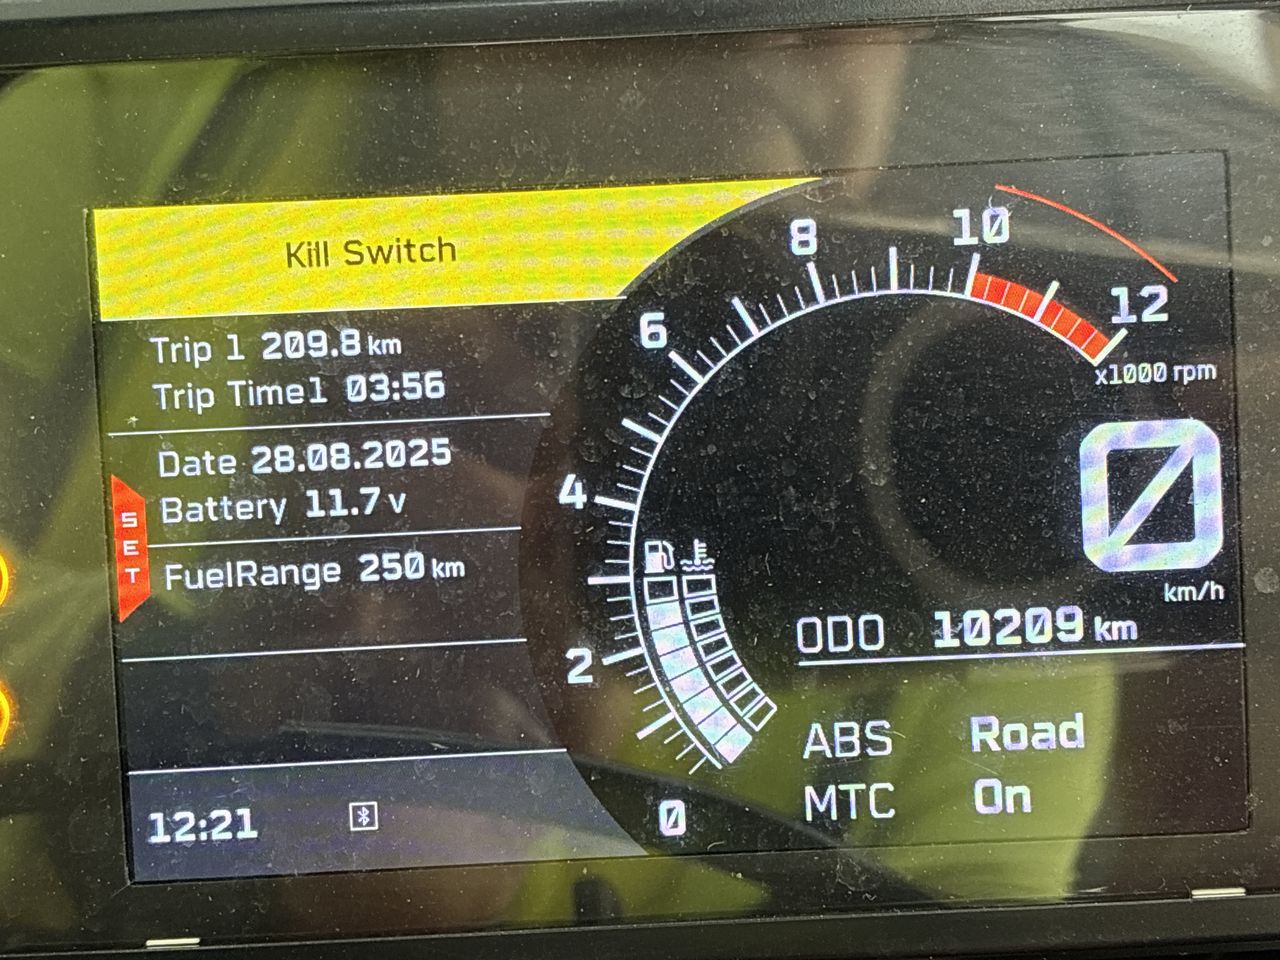 Kill Switch
Trip 1 209.8 km
Trip Time1 03:56
Date 28.08.2025
Battery 11.7 v
FuelRange 250 km
SET
12:21
0
2
4
6
8
10
12
x1000 rpm
0
km/h
ODO 10209 km
ABS Road
MTC On